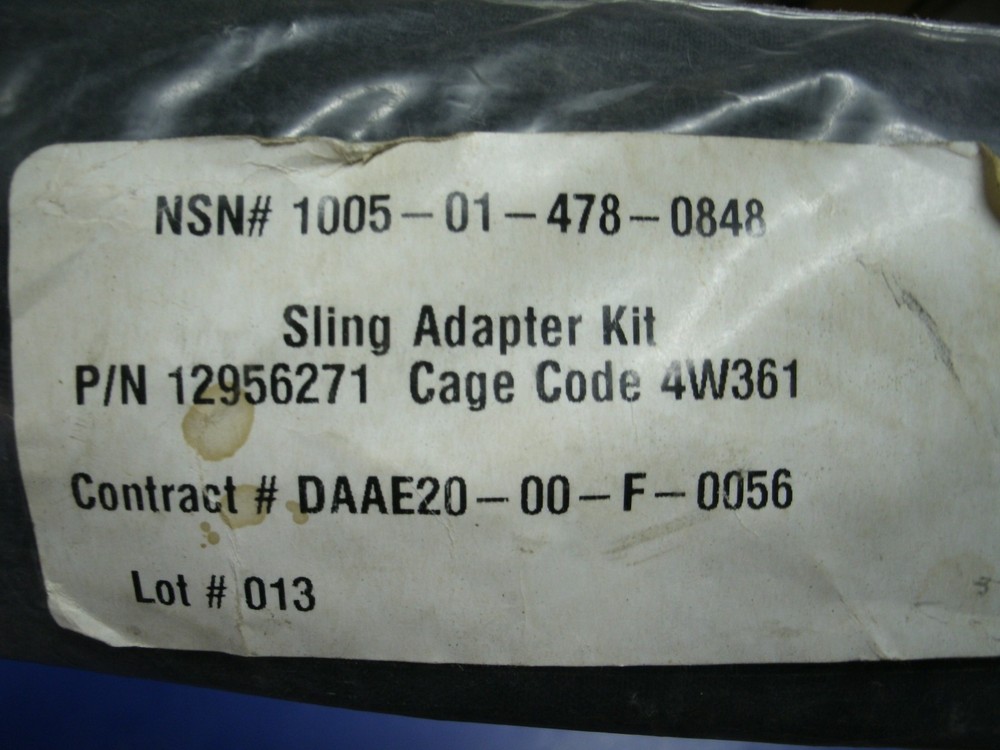 NSN# 1005-01-478-0848
Sling Adapter Kit
P/N 12956271 Cage Code 4W361
Contract # DAAE20-00-F-0056
Lot # 013